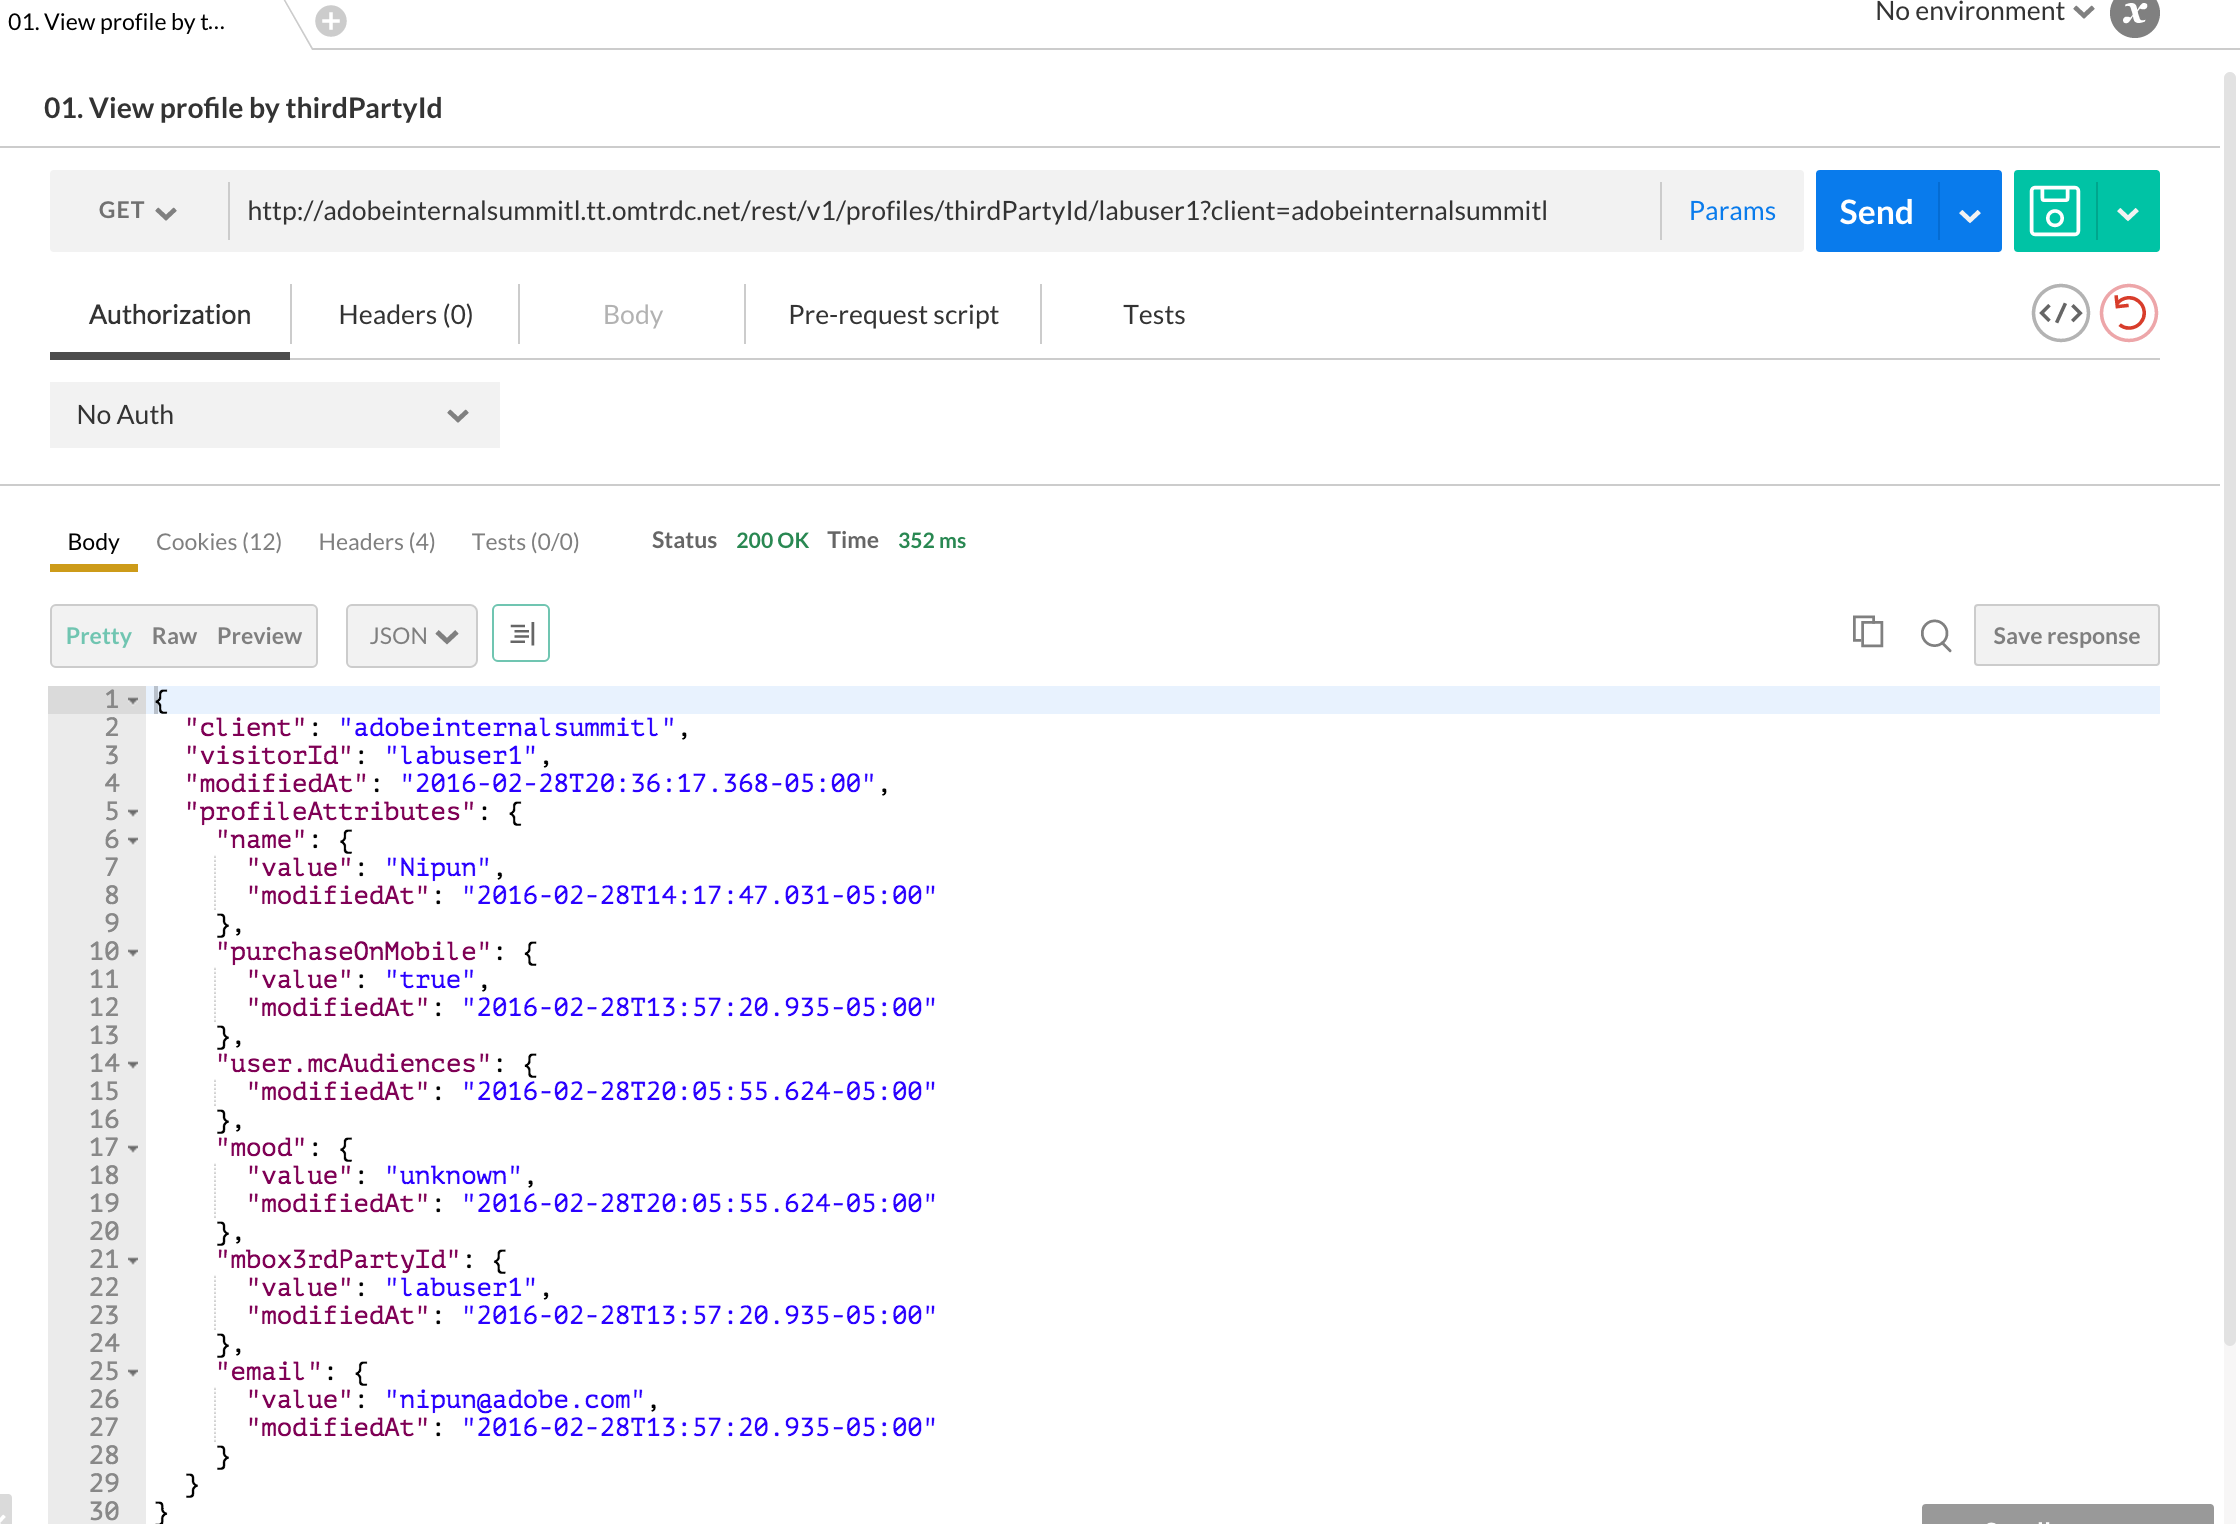 01. View profile by t...
No environment
x
01. View profile by thirdPartyId
GET http://adobeinternalsummitl.tt.omtrdc.net/rest/v1/profiles/thirdPartyId/labuser1?client=adobeinternalsummitl Params Send
Authorization Headers (0) Body Pre-request script Tests </>
No Auth
Body Cookies (12) Headers (4) Tests (0/0) Status 200 OK Time 352 ms
Pretty Raw Preview JSON Save response
1 {
2 "client": "adobeinternalsummitl",
3 "visitorId": "labuser1",
4 "modifiedAt": "2016-02-28T20:36:17.368-05:00",
5 "profileAttributes": {
6 "name": {
7 "value": "Nipun",
8 "modifiedAt": "2016-02-28T14:17:47.031-05:00"
9 },
10 "purchaseOnMobile": {
11 "value": "true",
12 "modifiedAt": "2016-02-28T13:57:20.935-05:00"
13 },
14 "user.mcAudiences": {
15 "modifiedAt": "2016-02-28T20:05:55.624-05:00"
16 },
17 "mood": {
18 "value": "unknown",
19 "modifiedAt": "2016-02-28T20:05:55.624-05:00"
20 },
21 "mbox3rdPartyId": {
22 "value": "labuser1",
23 "modifiedAt": "2016-02-28T13:57:20.935-05:00"
24 },
25 "email": {
26 "value": "nipun@adobe.com",
27 "modifiedAt": "2016-02-28T13:57:20.935-05:00"
28 }
29 }
30 }